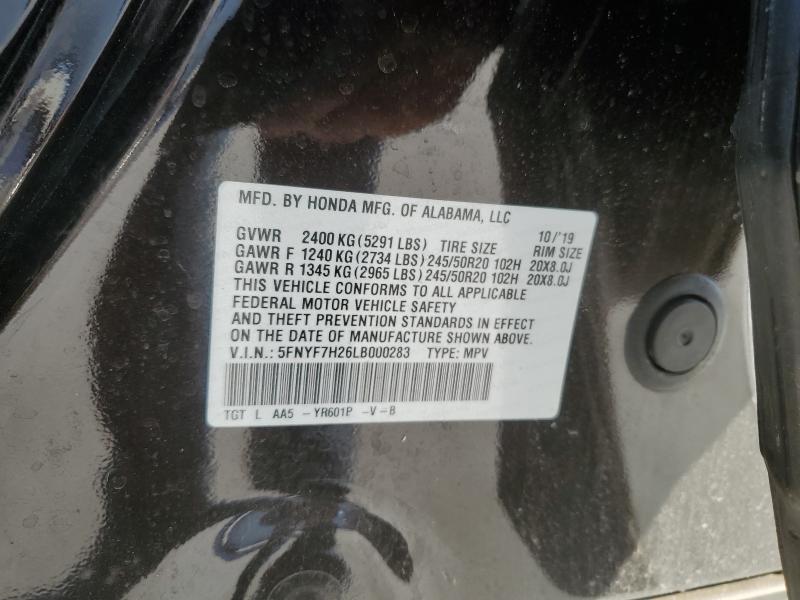 MFD. BY HONDA MFG. OF ALABAMA, LLC
10/'19
GVWR 2400 KG (5291 LBS) TIRE SIZE RIM SIZE
GAWR F 1240 KG (2734 LBS) 245/50R20 102H 20X8.0J
GAWR R 1345 KG (2965 LBS) 245/50R20 102H 20X8.0J
THIS VEHICLE CONFORMS TO ALL APPLICABLE
FEDERAL MOTOR VEHICLE SAFETY
AND THEFT PREVENTION STANDARDS IN EFFECT
ON THE DATE OF MANUFACTURE SHOWN ABOVE.
V.I.N.: 5FNYF7H26LB000283 TYPE: MPV
TGT L AA5 -YR601P -V-B